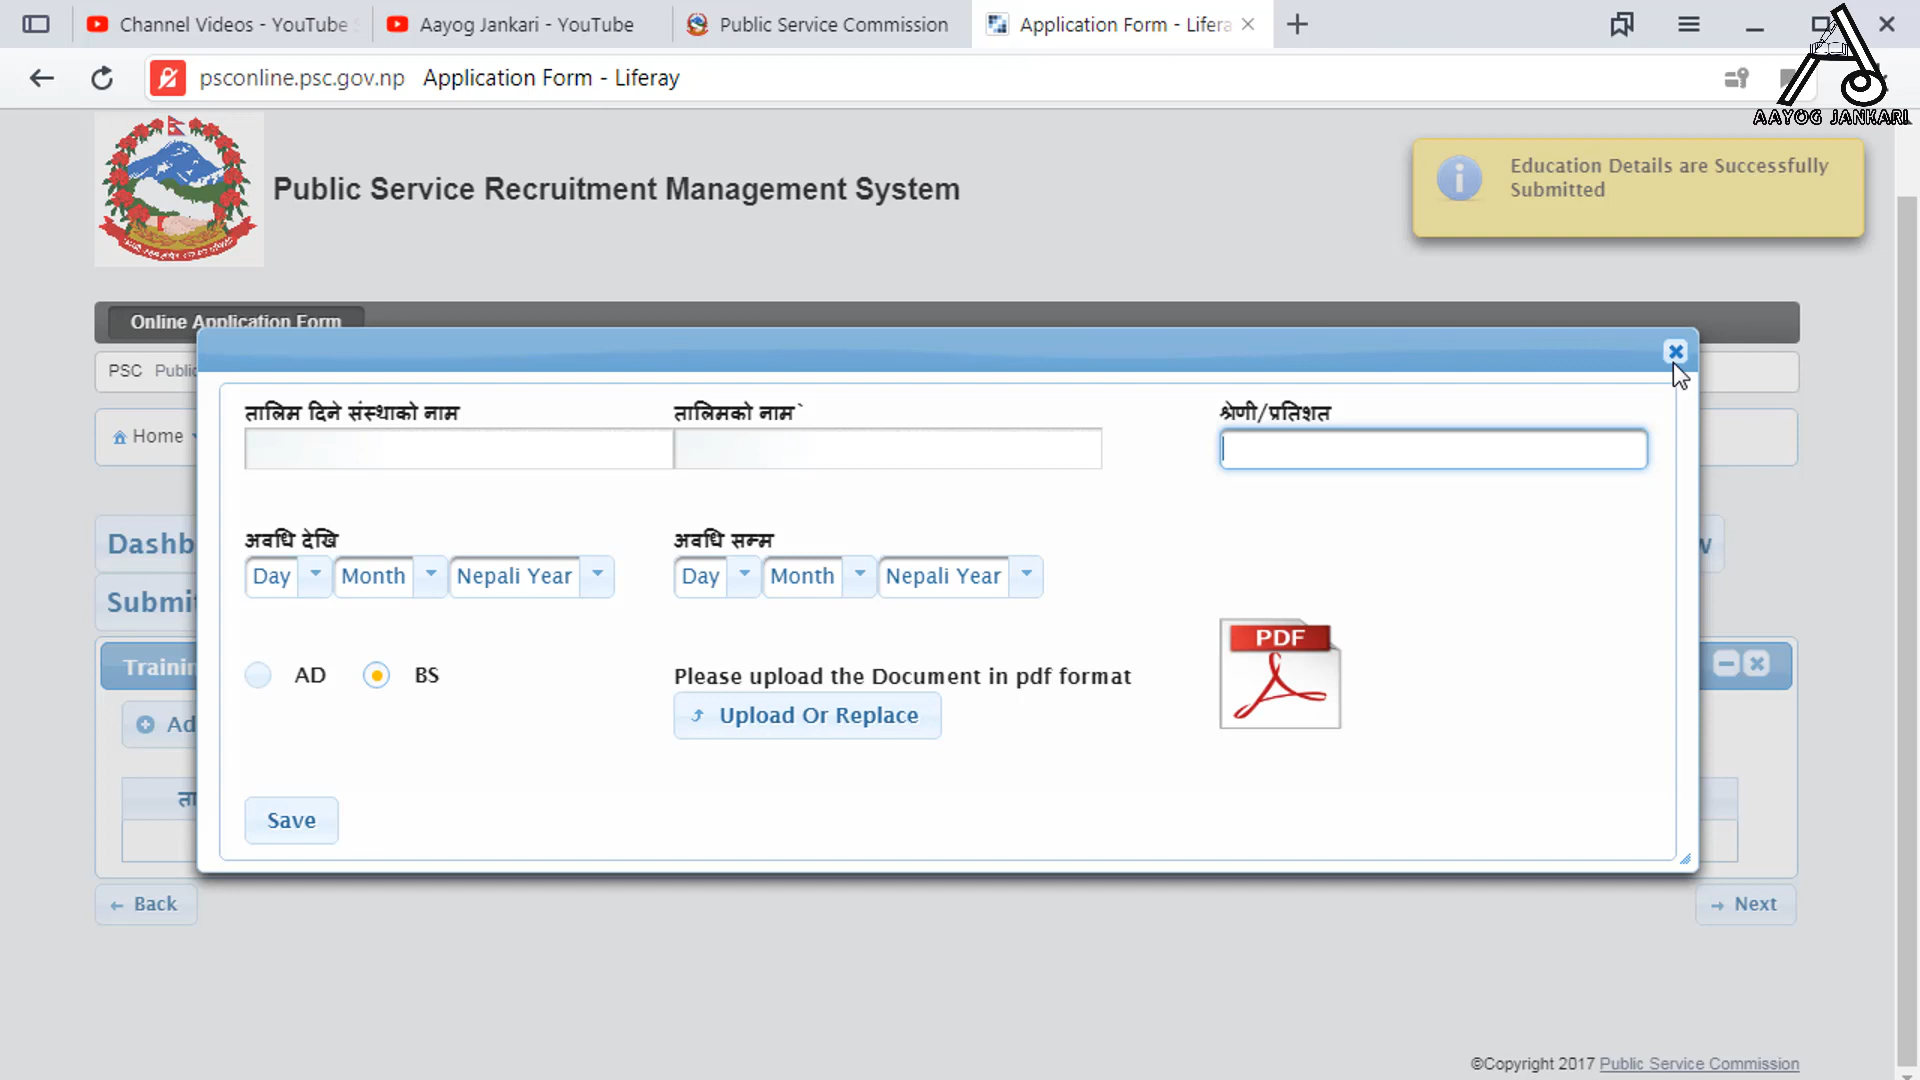 Channel Videos - YouTube
Aayog Jankari - YouTube
Public Service Commission
Application Form - Lifera
psconline.psc.gov.np Application Form - Liferay
AAYOG JANKARI
Public Service Recruitment Management System
Education Details are Successfully
Submitted
Online Application Form
PSC Public
Home
तालिम दिने संस्थाको नाम
तालिमको नाम`
श्रेणी/प्रतिशत
अवधि देखि
अवधि सम्म
Day Month Nepali Year
Day Month Nepali Year
AD BS
Please upload the Document in pdf format
Upload Or Replace
PDF
Save
Dashb
Submit
Trainin
Ad
ता
Back
Next
©Copyright 2017 Public Service Commission